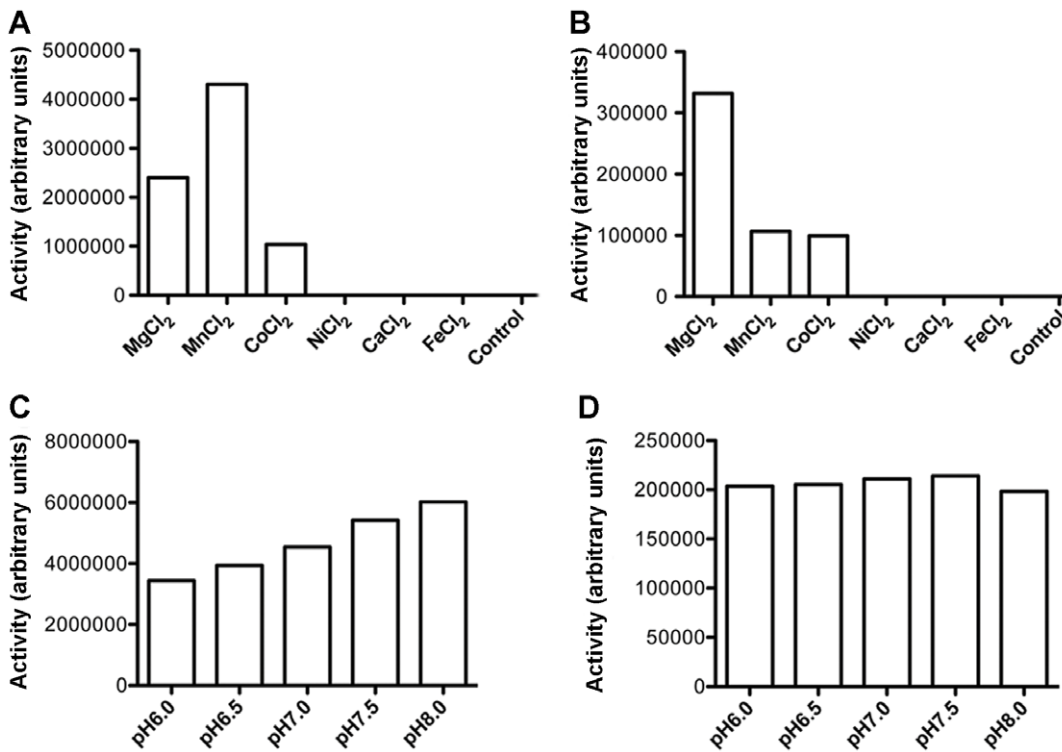 A
Activity (arbitrary units)
5000000
4000000
3000000
2000000
1000000
0
MgCl₂
MnCl₂
CoCl₂
NiCl₂
CaCl₂
FeCl₂
Control
B
Activity (arbitrary units)
400000
300000
200000
100000
0
MgCl₂
MnCl₂
CoCl₂
NiCl₂
CaCl₂
FeCl₂
Control
C
Activity (arbitrary units)
8000000
6000000
4000000
2000000
0
pH6.0
pH6.5
pH7.0
pH7.5
pH8.0
D
Activity (arbitrary units)
250000
200000
150000
100000
50000
0
pH6.0
pH6.5
pH7.0
pH7.5
pH8.0